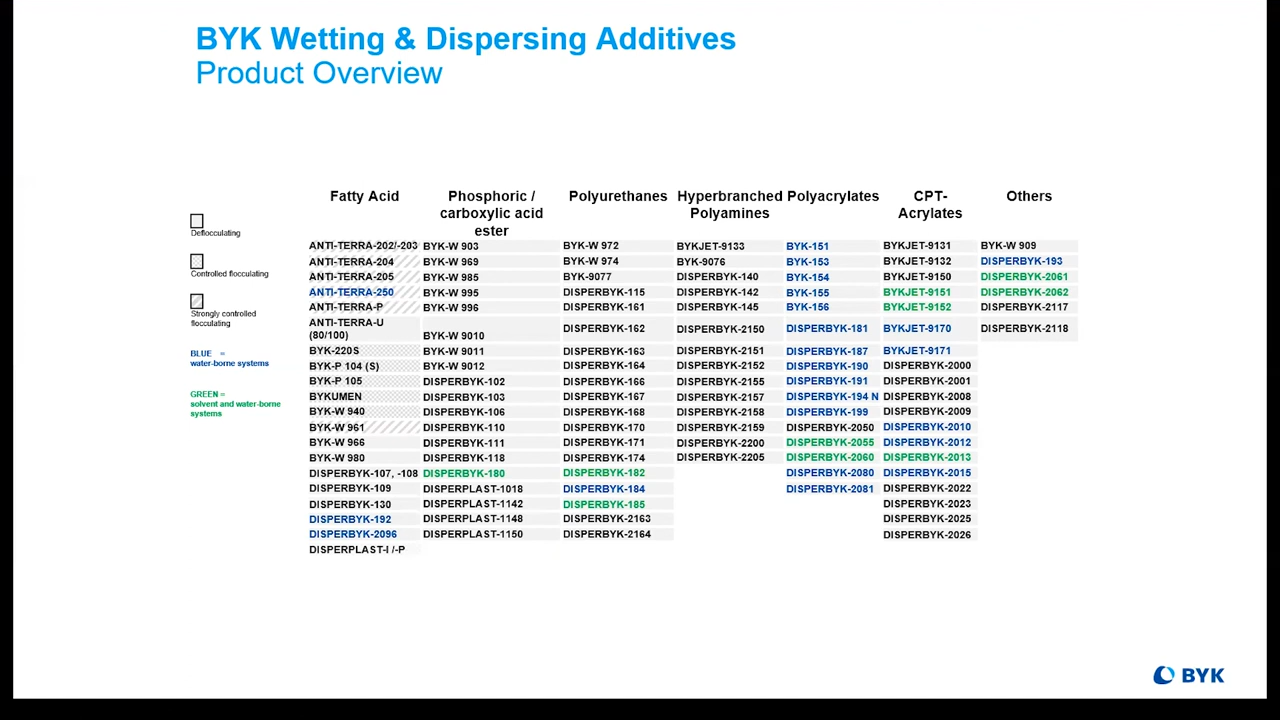 BYK Wetting & Dispersing Additives
Product Overview
Deflocculating
Controlled flocculating
Strongly controlled
flocculating
BLUE =
water-borne systems
GREEN =
solvent and water-borne
systems
Fatty Acid
ANTI-TERRA-202/-203
ANTI-TERRA-204
ANTI-TERRA-205
ANTI-TERRA-250
ANTI-TERRA-P
ANTI-TERRA-U
(80/100)
BYK-220S
BYK-P 104 (S)
BYK-P 105
BYKUMEN
BYK-W 940
BYK-W 961
BYK-W 966
BYK-W 980
DISPERBYK-107, -108
DISPERBYK-109
DISPERBYK-130
DISPERBYK-192
DISPERBYK-2096
DISPERPLAST-I /-P
Phosphoric /
carboxylic acid
ester
BYK-W 903
BYK-W 969
BYK-W 985
BYK-W 995
BYK-W 996
BYK-W 9010
BYK-W 9011
BYK-W 9012
DISPERBYK-102
DISPERBYK-103
DISPERBYK-106
DISPERBYK-110
DISPERBYK-111
DISPERBYK-118
DISPERBYK-180
DISPERPLAST-1018
DISPERPLAST-1142
DISPERPLAST-1148
DISPERPLAST-1150
Polyurethanes
BYK-W 972
BYK-W 974
BYK-9077
DISPERBYK-115
DISPERBYK-161
DISPERBYK-162
DISPERBYK-163
DISPERBYK-164
DISPERBYK-166
DISPERBYK-167
DISPERBYK-168
DISPERBYK-170
DISPERBYK-171
DISPERBYK-174
DISPERBYK-182
DISPERBYK-184
DISPERBYK-185
DISPERBYK-2163
DISPERBYK-2164
Hyperbranched
Polyamines
BYKJET-9133
BYK-9076
DISPERBYK-140
DISPERBYK-142
DISPERBYK-145
DISPERBYK-2150
DISPERBYK-2151
DISPERBYK-2152
DISPERBYK-2155
DISPERBYK-2157
DISPERBYK-2158
DISPERBYK-2159
DISPERBYK-2200
DISPERBYK-2205
Polyacrylates
BYK-151
BYK-153
BYK-154
BYK-155
BYK-156
DISPERBYK-181
DISPERBYK-187
DISPERBYK-190
DISPERBYK-191
DISPERBYK-194 N
DISPERBYK-199
DISPERBYK-2050
DISPERBYK-2055
DISPERBYK-2060
DISPERBYK-2080
DISPERBYK-2081
CPT-
Acrylates
BYKJET-9131
BYKJET-9132
BYKJET-9150
BYKJET-9151
BYKJET-9152
BYKJET-9170
BYKJET-9171
DISPERBYK-2000
DISPERBYK-2001
DISPERBYK-2008
DISPERBYK-2009
DISPERBYK-2010
DISPERBYK-2012
DISPERBYK-2013
DISPERBYK-2015
DISPERBYK-2022
DISPERBYK-2023
DISPERBYK-2025
DISPERBYK-2026
Others
BYK-W 909
DISPERBYK-193
DISPERBYK-2061
DISPERBYK-2062
DISPERBYK-2117
DISPERBYK-2118
BYK